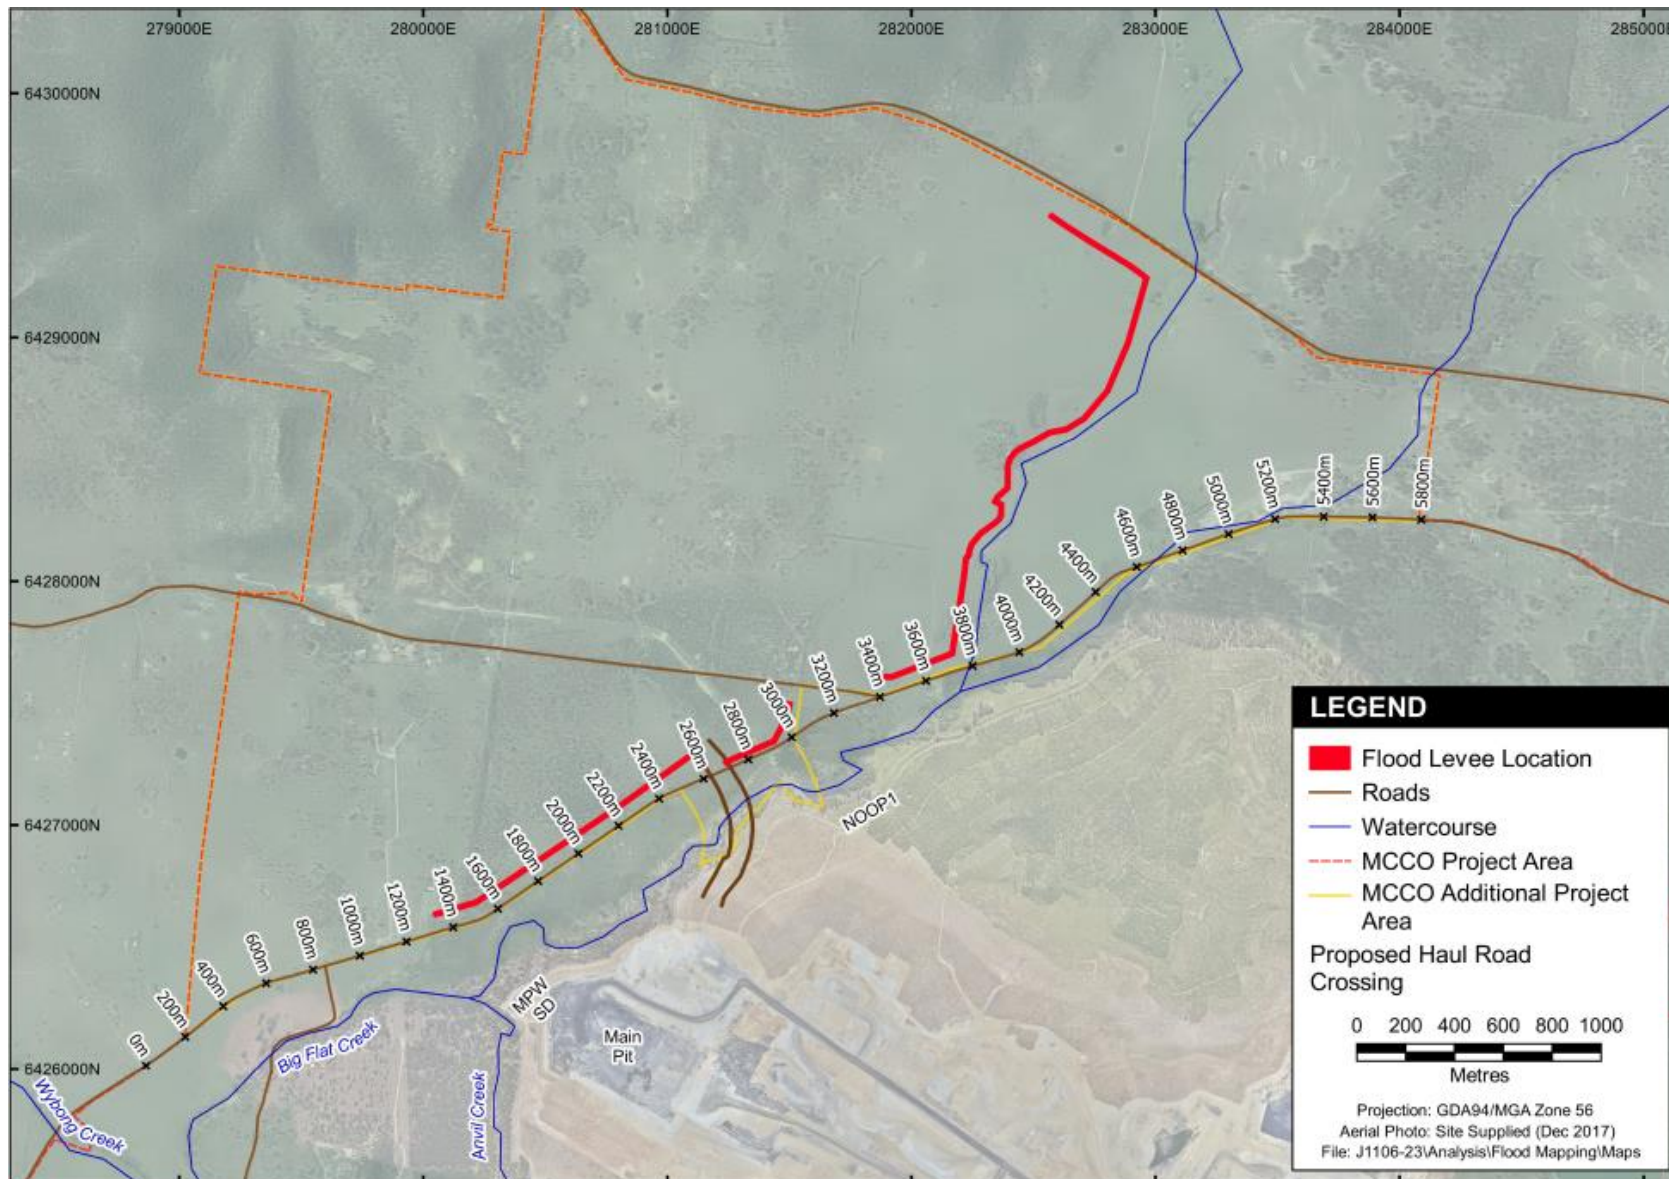 279000E
280000E
281000E
282000E
283000E
284000E
285000E
6430000N
6429000N
6428000N
6427000N
6426000N
0m
200m
400m
600m
800m
1000m
1200m
1400m
1600m
1800m
2000m
2200m
2400m
2600m
2800m
3000m
3200m
3400m
3600m
3800m
4000m
4200m
4400m
4600m
4800m
5000m
5200m
5400m
5600m
5800m
NOOP1
MPW
SD
Main
Pit
Big Flat Creek
Anvil Creek
Wybong Creek
LEGEND
Flood Levee Location
Roads
Watercourse
MCCO Project Area
MCCO Additional Project
Area
Proposed Haul Road
Crossing
0 200 400 600 800 1000
Metres
Projection: GDA94/MGA Zone 56
Aerial Photo: Site Supplied (Dec 2017)
File: J1106-23\Analysis\Flood Mapping\Maps